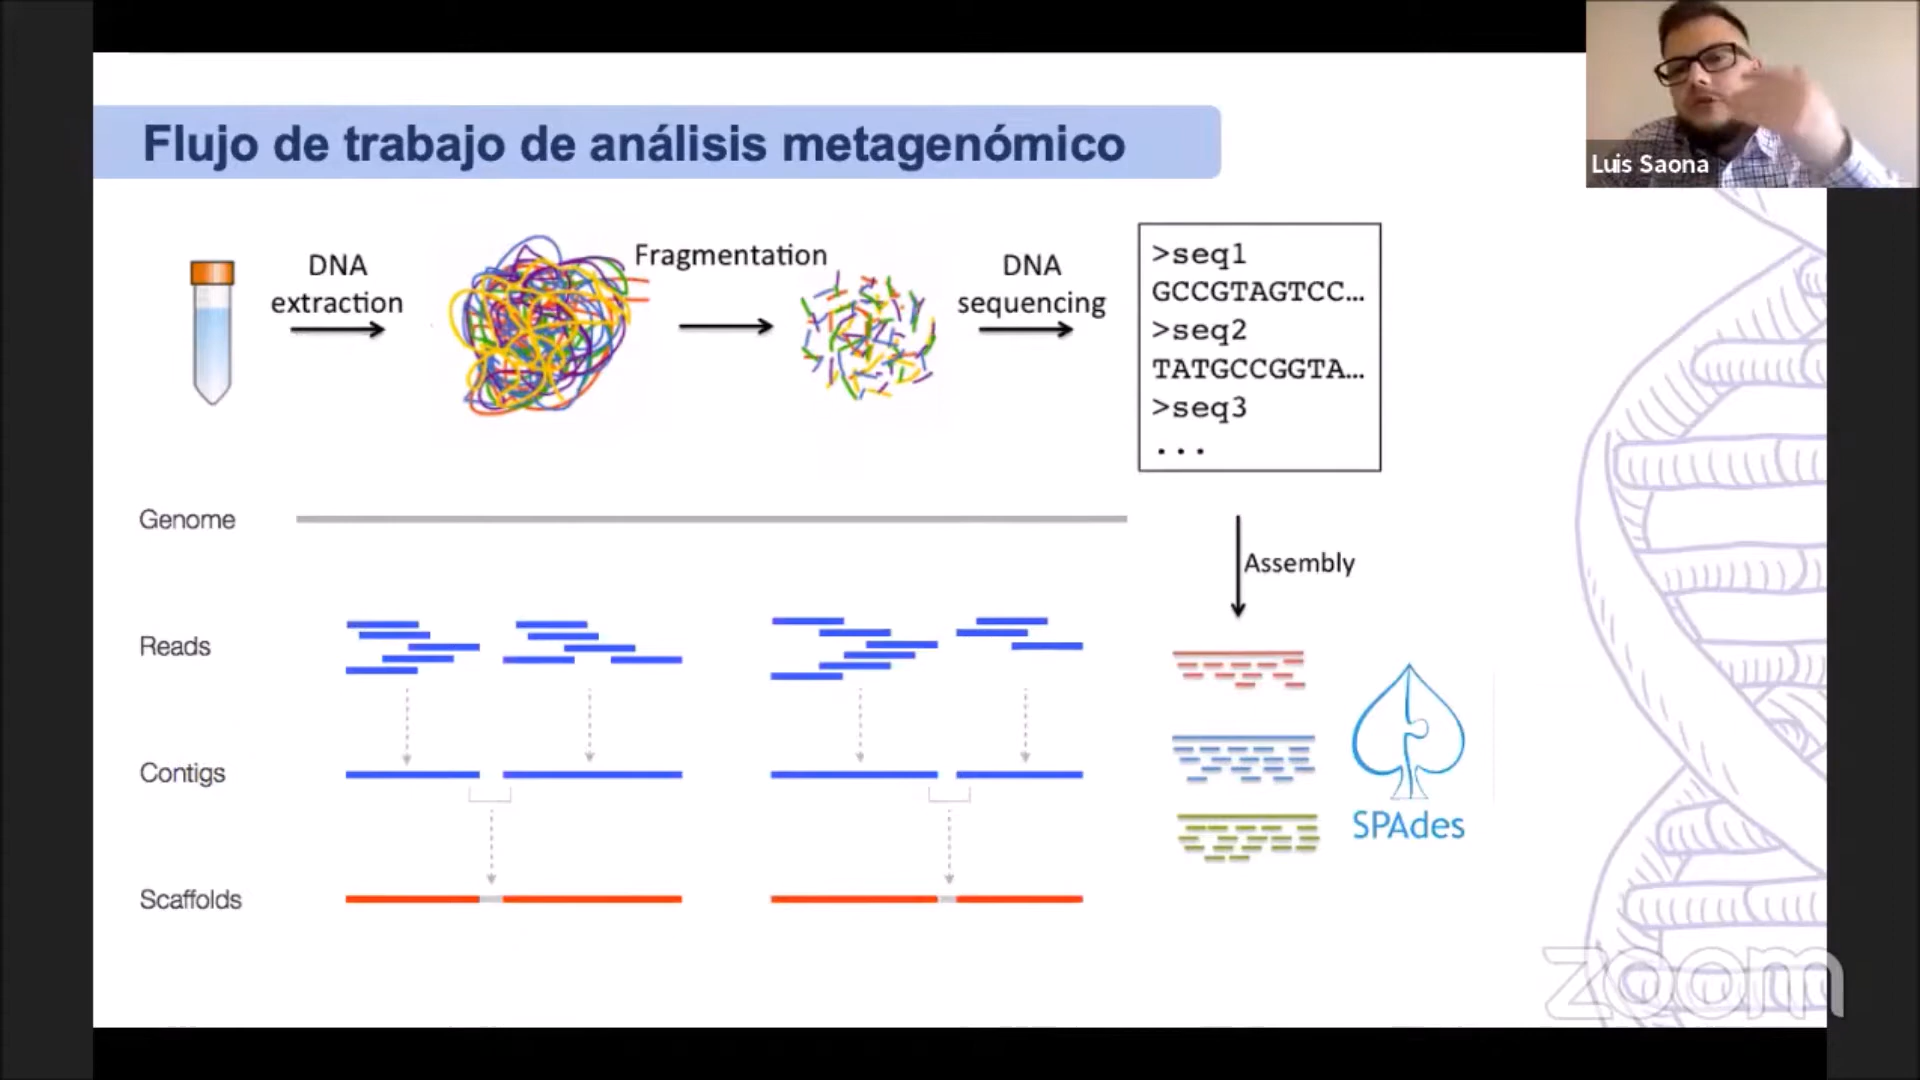 Flujo de trabajo de análisis metagenómico
Luis Saona
DNA
extraction
Fragmentation
DNA
sequencing
>seq1
GCCGTAGTCC...
>seq2
TATGCCGGTA...
>seq3
...
Genome
Assembly
Reads
Contigs
SPAdes
Scaffolds
zoom